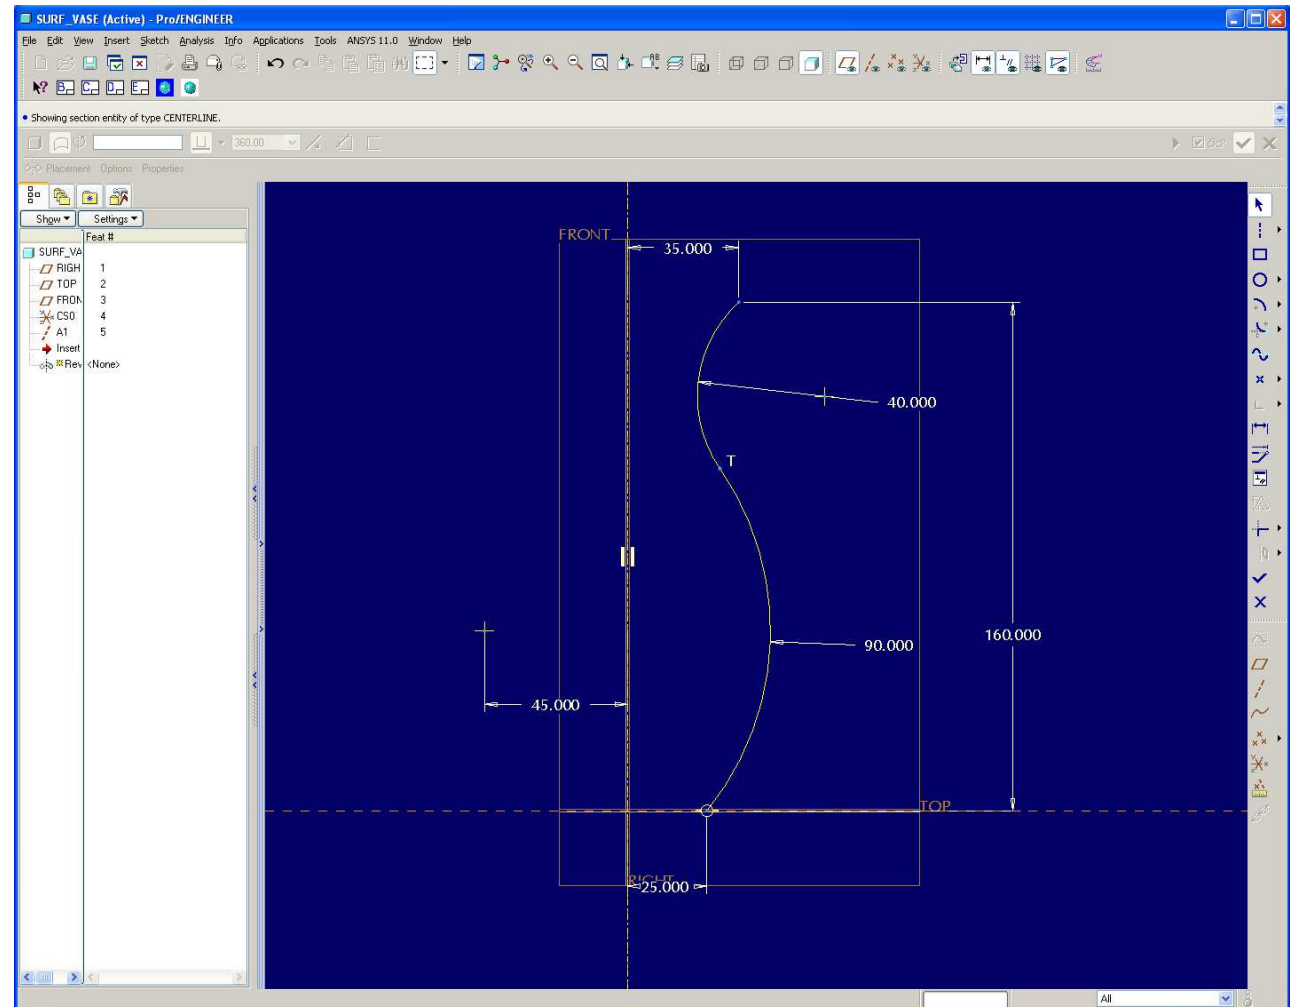 SURF_VASE (Active) - Pro/ENGINEER
File Edit View Insert Sketch Analysis Info Applications Tools ANSYS 11.0 Window Help
• Showing section entity of type CENTERLINE.
360.00
Placement Options Properties
Show Settings
Feat #
SURF_VA
RIGH 1
TOP 2
FRON 3
CS0 4
A1 5
Insert
Rev <None>
FRONT
35.000
40.000
T
160.000
90.000
45.000
TOP
RIGHT
25.000
All